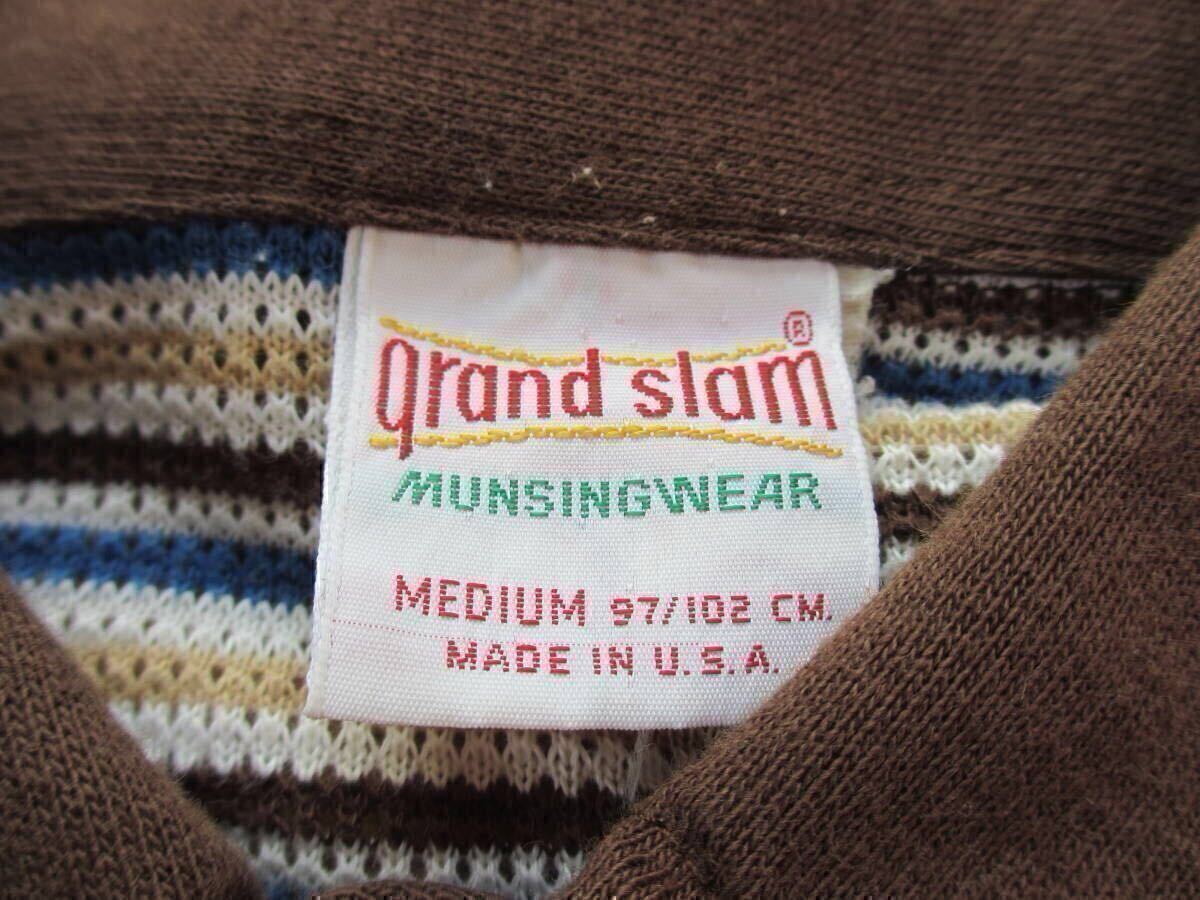 grand slam®
MUNSINGWEAR
MEDIUM 97/102 CM.
MADE IN U.S.A.